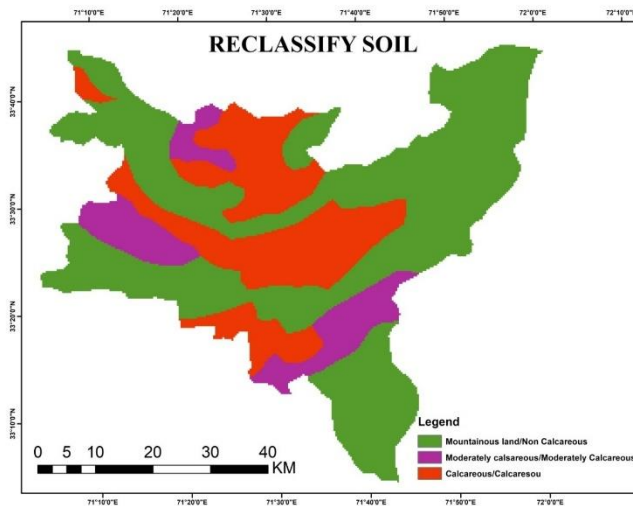 71°10'0"E 71°20'0"E 71°30'0"E 71°40'0"E 71°50'0"E 72°0'0"E 72°10'0"E
RECLASSIFY SOIL
33°40'0"N
33°30'0"N
33°20'0"N
33°10'0"N
Legend
Mountainous land/Non Calcareous
Moderately calsareous/Moderately Calcareous
Calcareous/Calcaresou
0 5 10 20 30 40
KM
71°10'0"E 71°20'0"E 71°30'0"E 71°40'0"E 71°50'0"E 72°0'0"E